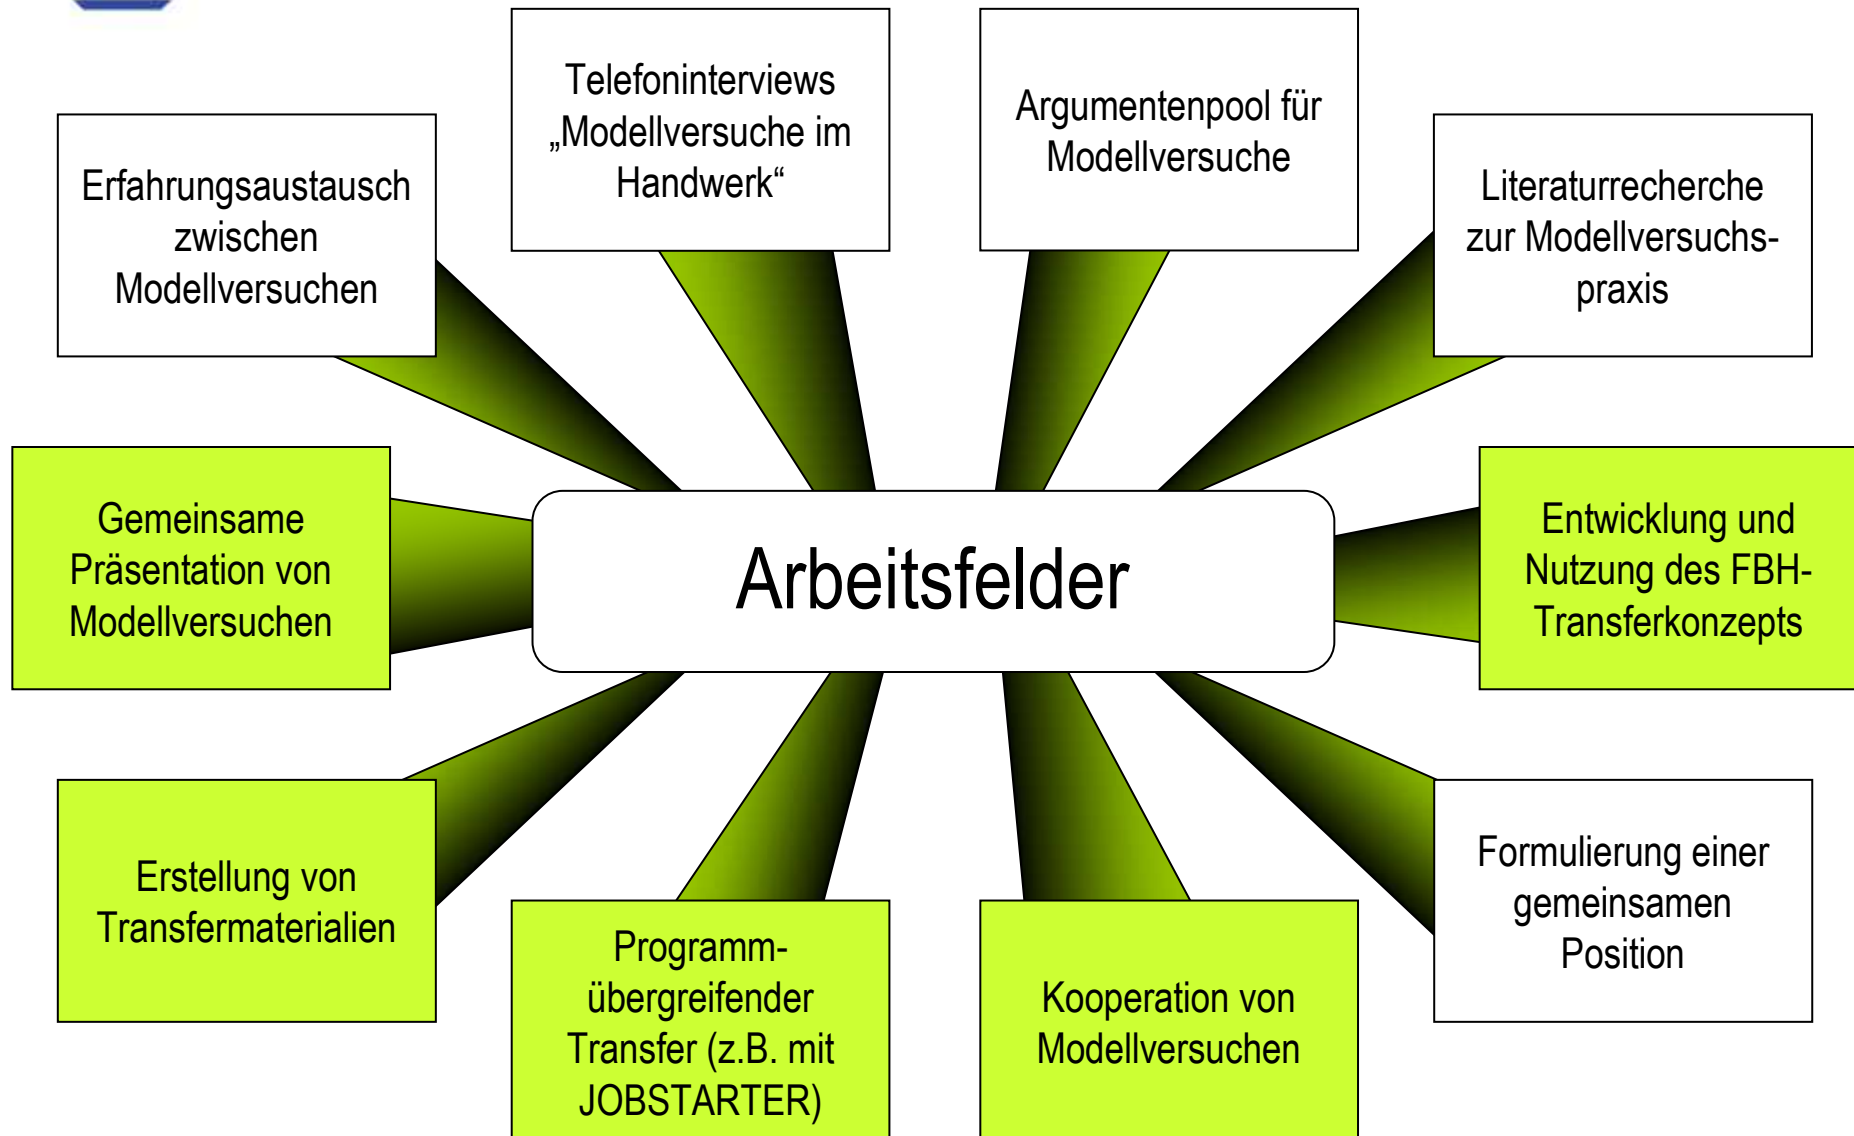 Telefoninterviews
„Modellversuche im
Handwerk“
Argumentenpool für
Modellversuche
Erfahrungsaustausch
zwischen
Modellversuchen
Literaturrecherche
zur Modellversuchs-
praxis
Gemeinsame
Präsentation von
Modellversuchen
Arbeitsfelder
Entwicklung und
Nutzung des FBH-
Transferkonzepts
Erstellung von
Transfermaterialien
Programm-
übergreifender
Transfer (z.B. mit
JOBSTARTER)
Kooperation von
Modellversuchen
Formulierung einer
gemeinsamen
Position